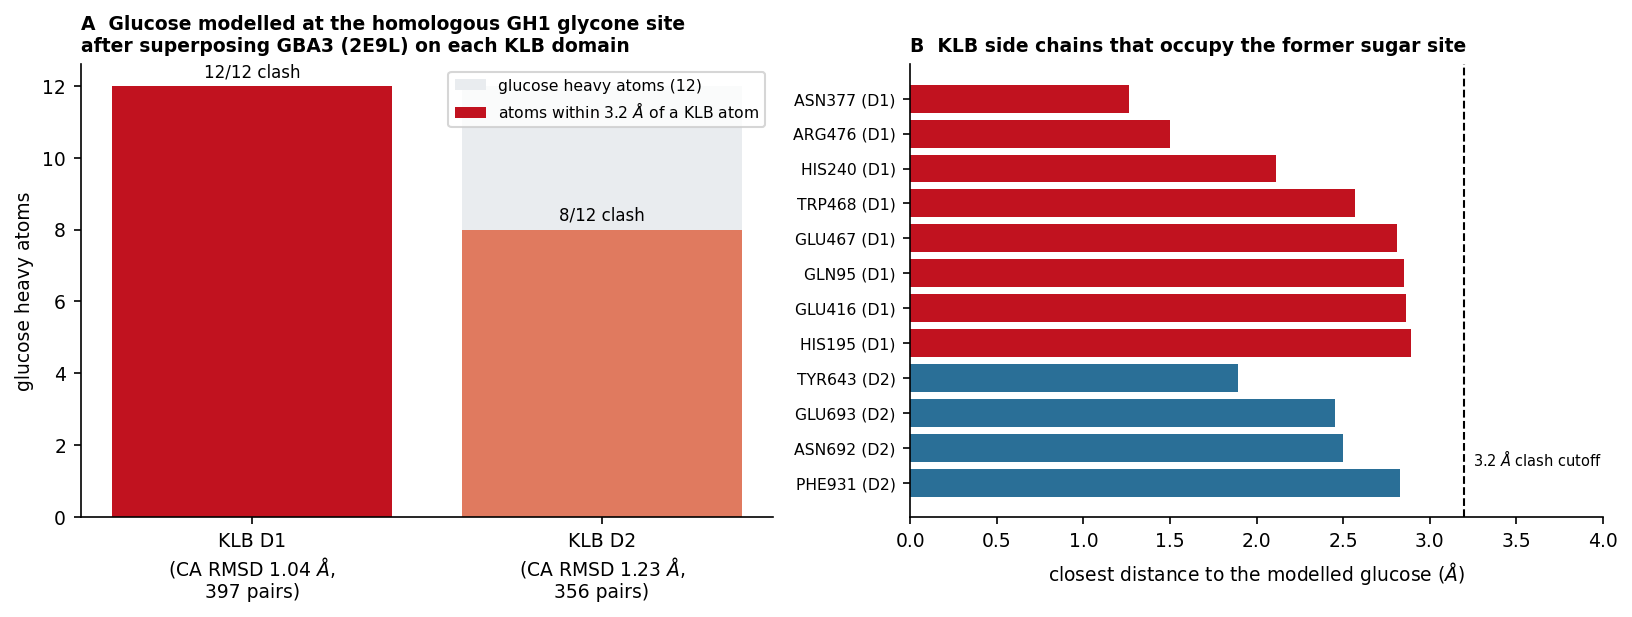 A  Glucose modelled at the homologous GH1 glycone site
after superposing GBA3 (2E9L) on each KLB domain
glucose heavy atoms
12
10
8
6
4
2
0
12/12 clash
8/12 clash
glucose heavy atoms (12)
atoms within 3.2 Å of a KLB atom
KLB D1
(CA RMSD 1.04 Å,
397 pairs)
KLB D2
(CA RMSD 1.23 Å,
356 pairs)
B  KLB side chains that occupy the former sugar site
ASN377 (D1)
ARG476 (D1)
HIS240 (D1)
TRP468 (D1)
GLU467 (D1)
GLN95 (D1)
GLU416 (D1)
HIS195 (D1)
TYR643 (D2)
GLU693 (D2)
ASN692 (D2)
PHE931 (D2)
3.2 Å clash cutoff
0.0 0.5 1.0 1.5 2.0 2.5 3.0 3.5 4.0
closest distance to the modelled glucose (Å)